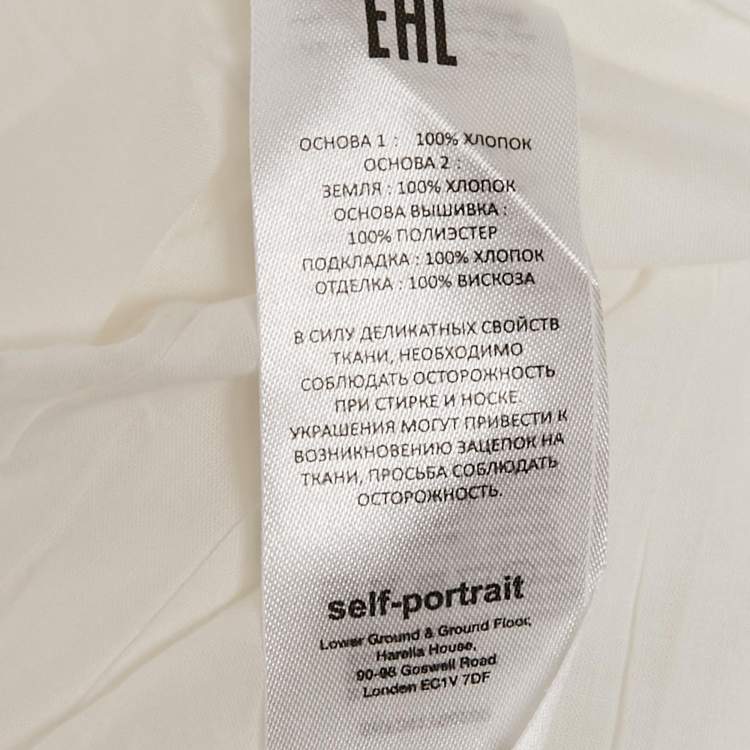 EAC
ОСНОВА 1 : 100% ХЛОПОК
ОСНОВА 2 :
ЗЕМЛЯ : 100% ХЛОПОК
ОСНОВА ВЫШИВКА :
100% ПОЛИЭСТЕР
ПОДКЛАДКА : 100% ХЛОПОК
ОТДЕЛКА : 100% ВИСКОЗА
В СИЛУ ДЕЛИКАТНЫХ СВОЙСТВ
ТКАНИ, НЕОБХОДИМО
СОБЛЮДАТЬ ОСТОРОЖНОСТЬ
ПРИ СТИРКЕ И НОСКЕ.
УКРАШЕНИЯ МОГУТ ПРИВЕСТИ К
ВОЗНИКНОВЕНИЮ ЗАЦЕПОК НА
ТКАНИ, ПРОСЬБА СОБЛЮДАТЬ
ОСТОРОЖНОСТЬ.
self-portrait
Lower Ground & Ground Floor,
Harella House,
90-98 Goswell Road
London EC1V 7DF